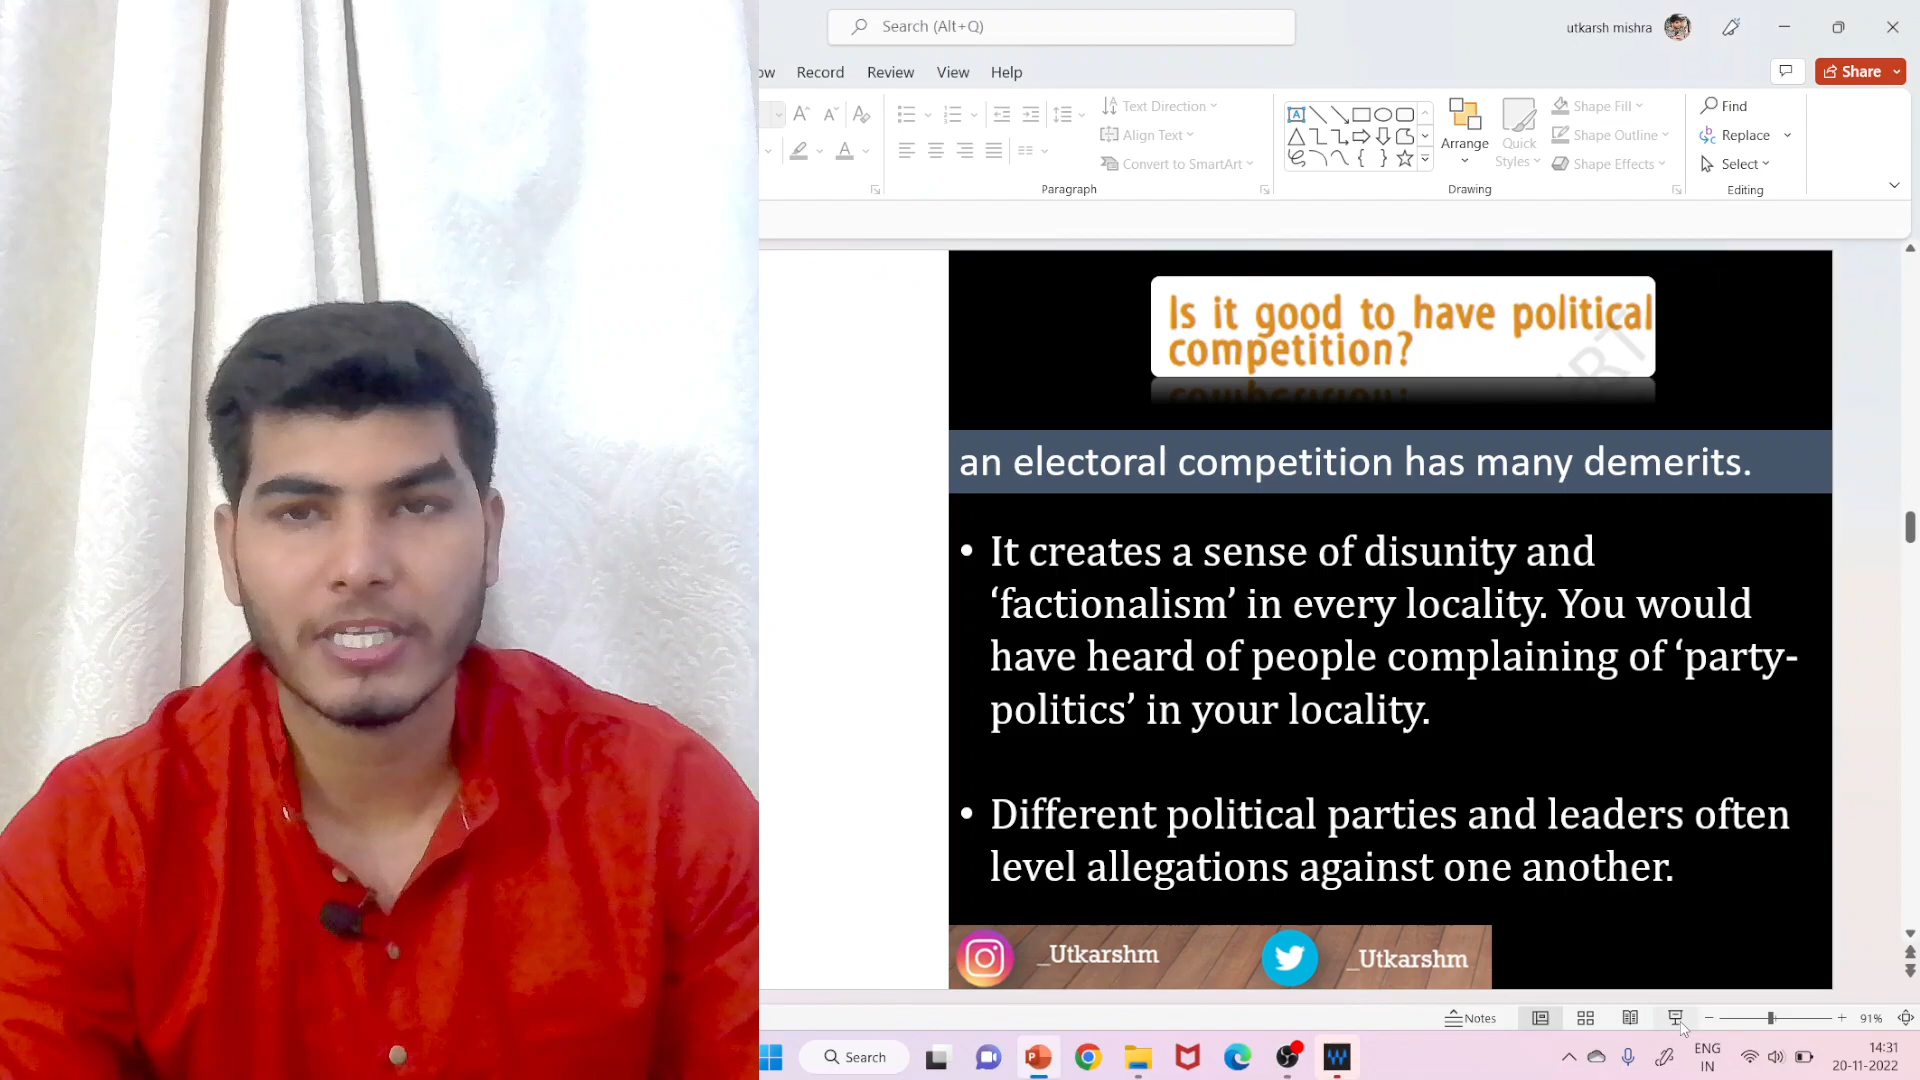 Search (Alt+Q)
utkarsh mishra
Record Review View Help
Share
Text Direction
Align Text
Convert to SmartArt
Paragraph
Arrange
Quick
Styles
Drawing
Shape Fill
Shape Outline
Shape Effects
Find
Replace
Select
Editing
Is it good to have political
competition?
an electoral competition has many demerits.
• It creates a sense of disunity and
‘factionalism’ in every locality. You would
have heard of people complaining of ‘party-
politics’ in your locality.
• Different political parties and leaders often
level allegations against one another.
_Utkarshm
_Utkarshm
Notes
91%
Search
ENG
IN
14:31
20-11-2022